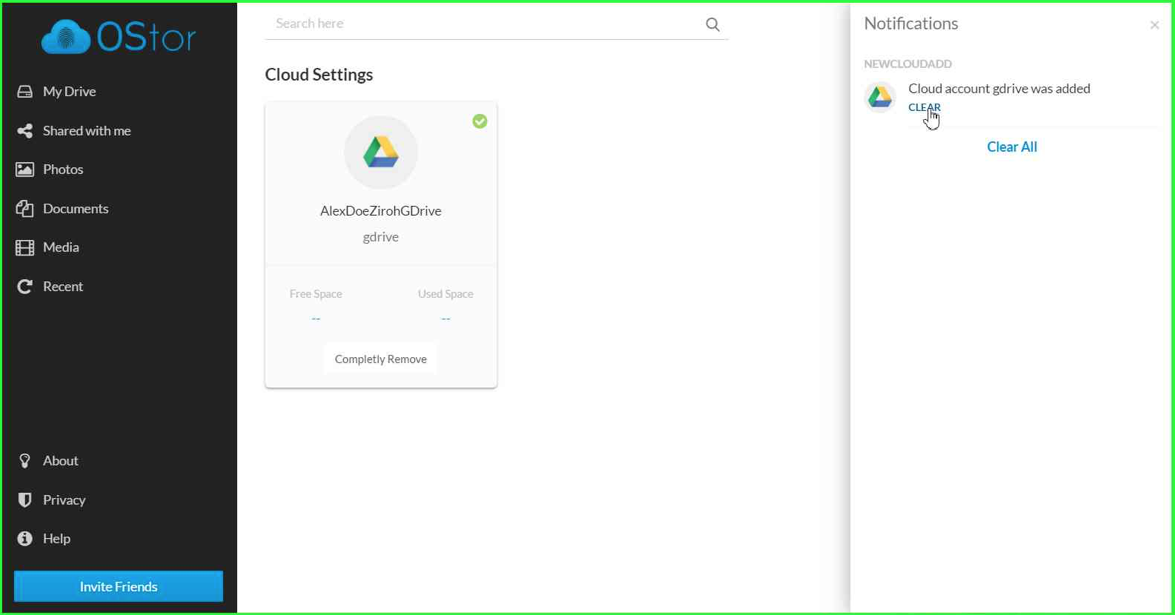 OStor
My Drive
Shared with me
Photos
Documents
Media
Recent
About
Privacy
Help
Invite Friends
Search here
Cloud Settings
AlexDoeZirohGDrive
gdrive
Free Space Used Space
-- --
Completly Remove
Notifications ×
NEWCLOUDADD
Cloud account gdrive was added
CLEAR
Clear All